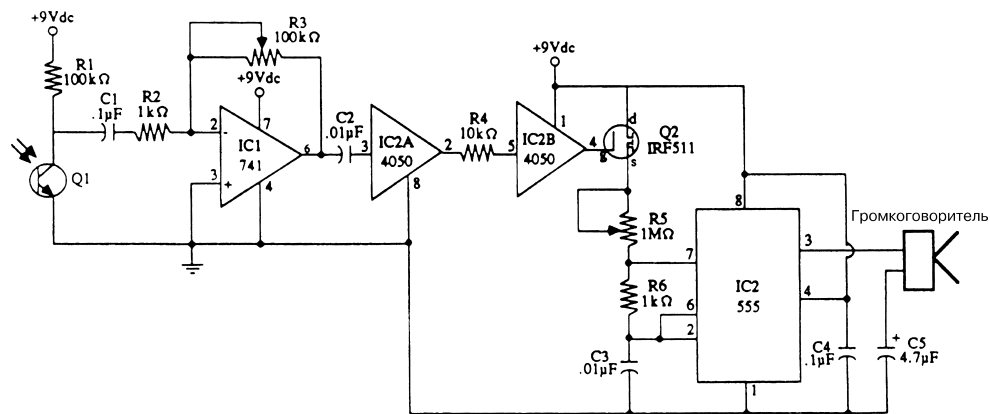 +9Vdc
R1
100kΩ
C1
.1µF
R2
1kΩ
R3
100kΩ
+9Vdc
2
-
7
IC1
741
6
3
+
4
Q1
C2
.01µF
3
IC2A
4050
2
8
R4
10kΩ
5
+9Vdc
1
IC2B
4050
4
g
d
s
Q2
IRF511
R5
1MΩ
7
R6
1kΩ
6
2
C3
.01µF
8
IC2
555
3
4
1
Громкоговоритель
C4
.1µF
+
C5
4.7µF